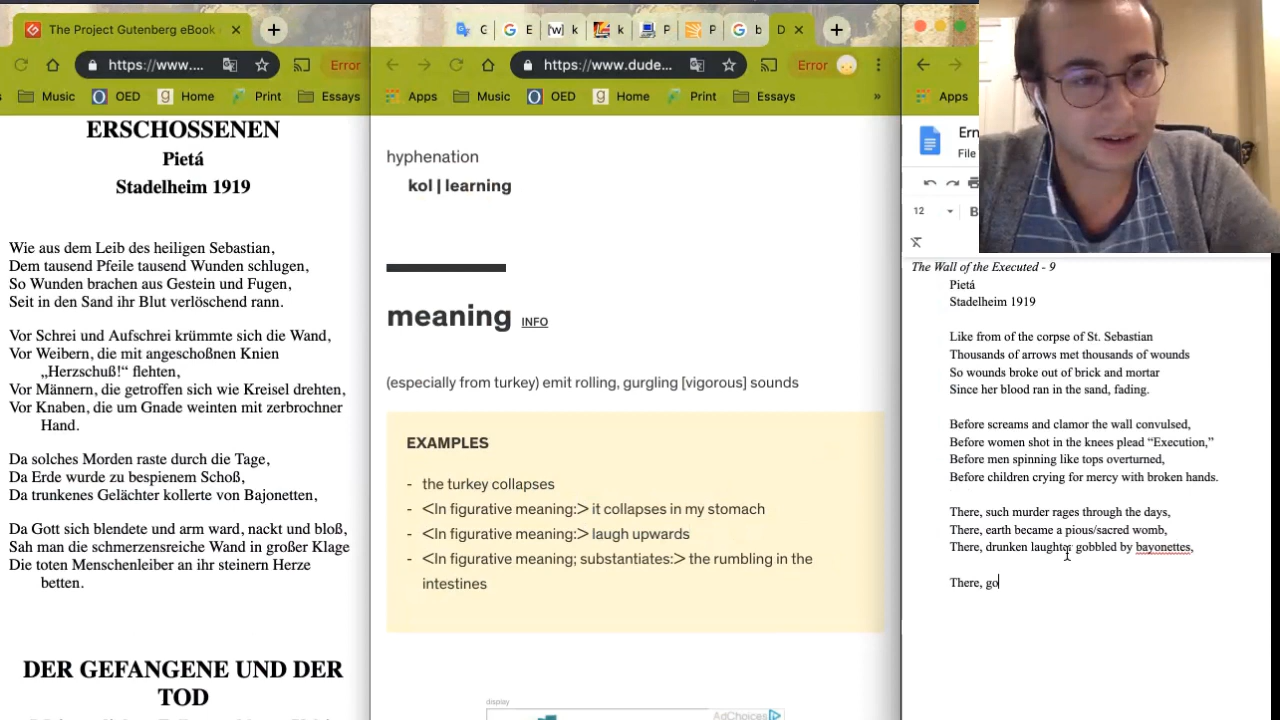 The Project Gutenberg eBook
G
E
k
k
P
P
b
D
https://www....
Error
https://www.dude...
Error
Music
OED
Home
Print
Essays
Apps
Music
OED
Home
Print
Essays
»
Apps
ERSCHOSSENEN
Pietá
Stadelheim 1919
Wie aus dem Leib des heiligen Sebastian,
Dem tausend Pfeile tausend Wunden schlugen,
So Wunden brachen aus Gestein und Fugen,
Seit in den Sand ihr Blut verlöschend rann.
Vor Schrei und Aufschrei krümmte sich die Wand,
Vor Weibern, die mit angeschoßnen Knien
„Herzschuß!“ flehten,
Vor Männern, die getroffen sich wie Kreisel drehten,
Vor Knaben, die um Gnade weinten mit zerbrochner
Hand.
Da solches Morden raste durch die Tage,
Da Erde wurde zu bespienem Schoß,
Da trunkenes Gelächter kollerte von Bajonetten,
Da Gott sich blendete und arm ward, nackt und bloß,
Sah man die schmerzensreiche Wand in großer Klage
Die toten Menschenleiber an ihr steinern Herze
betten.
DER GEFANGENE UND DER
TOD
hyphenation
kol | learning
meaning INFO
(especially from turkey) emit rolling, gurgling [vigorous] sounds
EXAMPLES
- the turkey collapses
- <In figurative meaning:> it collapses in my stomach
- <In figurative meaning:> laugh upwards
- <In figurative meaning; substantiates:> the rumbling in the
intestines
display
AdChoices
Ern
File
12
B
The Wall of the Executed - 9
Pietá
Stadelheim 1919
Like from of the corpse of St. Sebastian
Thousands of arrows met thousands of wounds
So wounds broke out of brick and mortar
Since her blood ran in the sand, fading.
Before screams and clamor the wall convulsed,
Before women shot in the knees plead “Execution,”
Before men spinning like tops overturned,
Before children crying for mercy with broken hands.
There, such murder rages through the days,
There, earth became a pious/sacred womb,
There, drunken laughter gobbled by bayonettes,
There, go